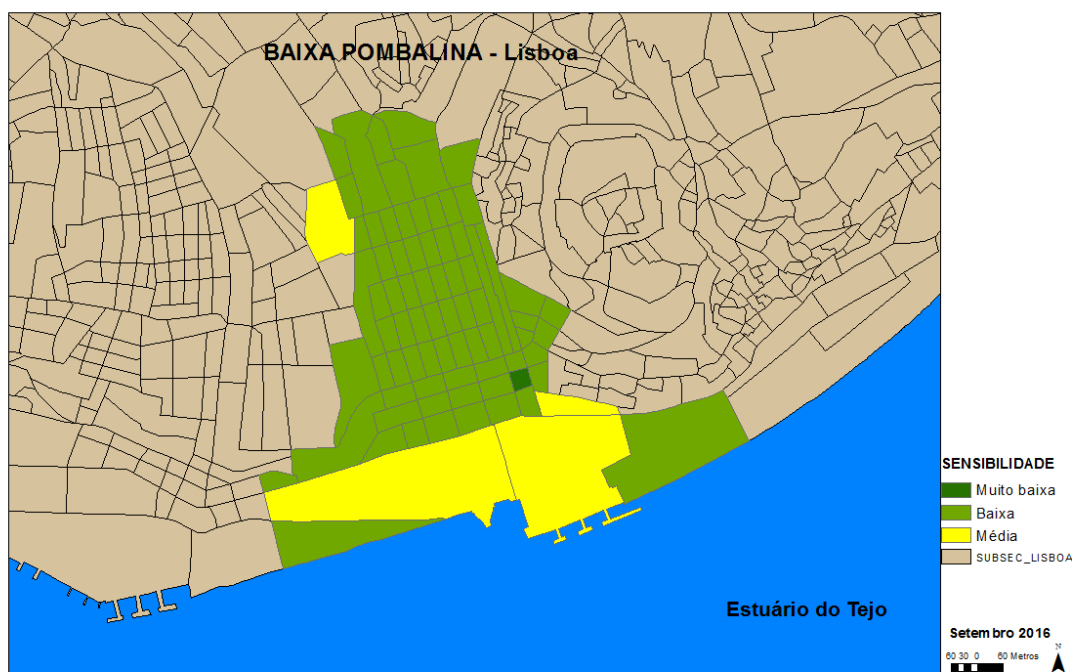 BAIXA POMBALINA - Lisboa
SENSIBILIDADE
Muito baixa
Baixa
Média
SUBSEC_LISBOA
Estuário do Tejo
Setembro 2016
N
60 30 0 60 Metros